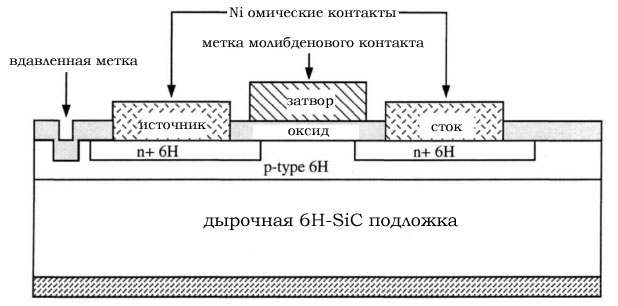 Ni омические контакты
метка молибденового контакта
вдавленная метка
затвор
источник
оксид
сток
n+ 6H
n+ 6H
p-type 6H
дырочная 6H-SiC подложка